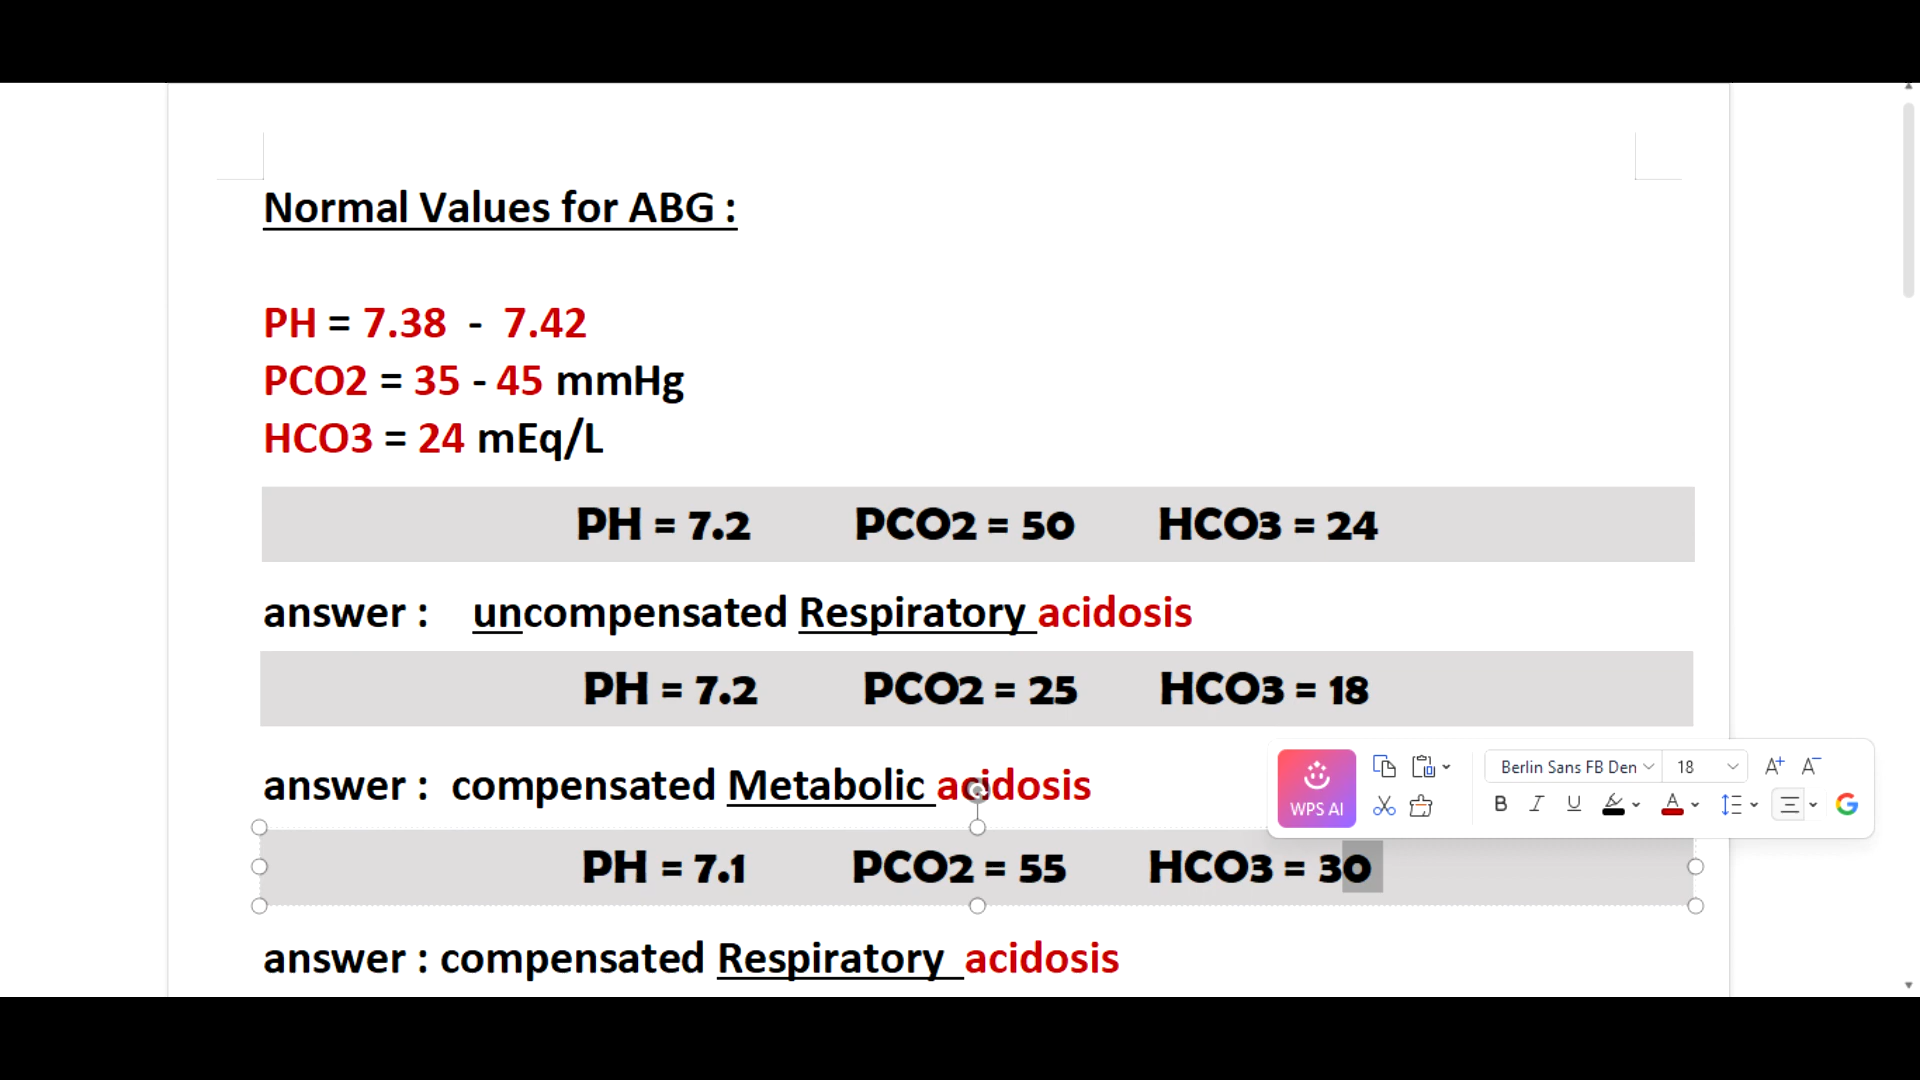 Normal Values for ABG :
PH = 7.38 - 7.42
PCO2 = 35 - 45 mmHg
HCO3 = 24 mEq/L
PH = 7.2 PCO2 = 50 HCO3 = 24
answer : uncompensated Respiratory acidosis
PH = 7.2 PCO2 = 25 HCO3 = 18
answer : compensated Metabolic acidosis
WPS AI
Berlin Sans FB Den 18 A+ A-
B I U A G
PH = 7.1 PCO2 = 55 HCO3 = 30
answer : compensated Respiratory acidosis